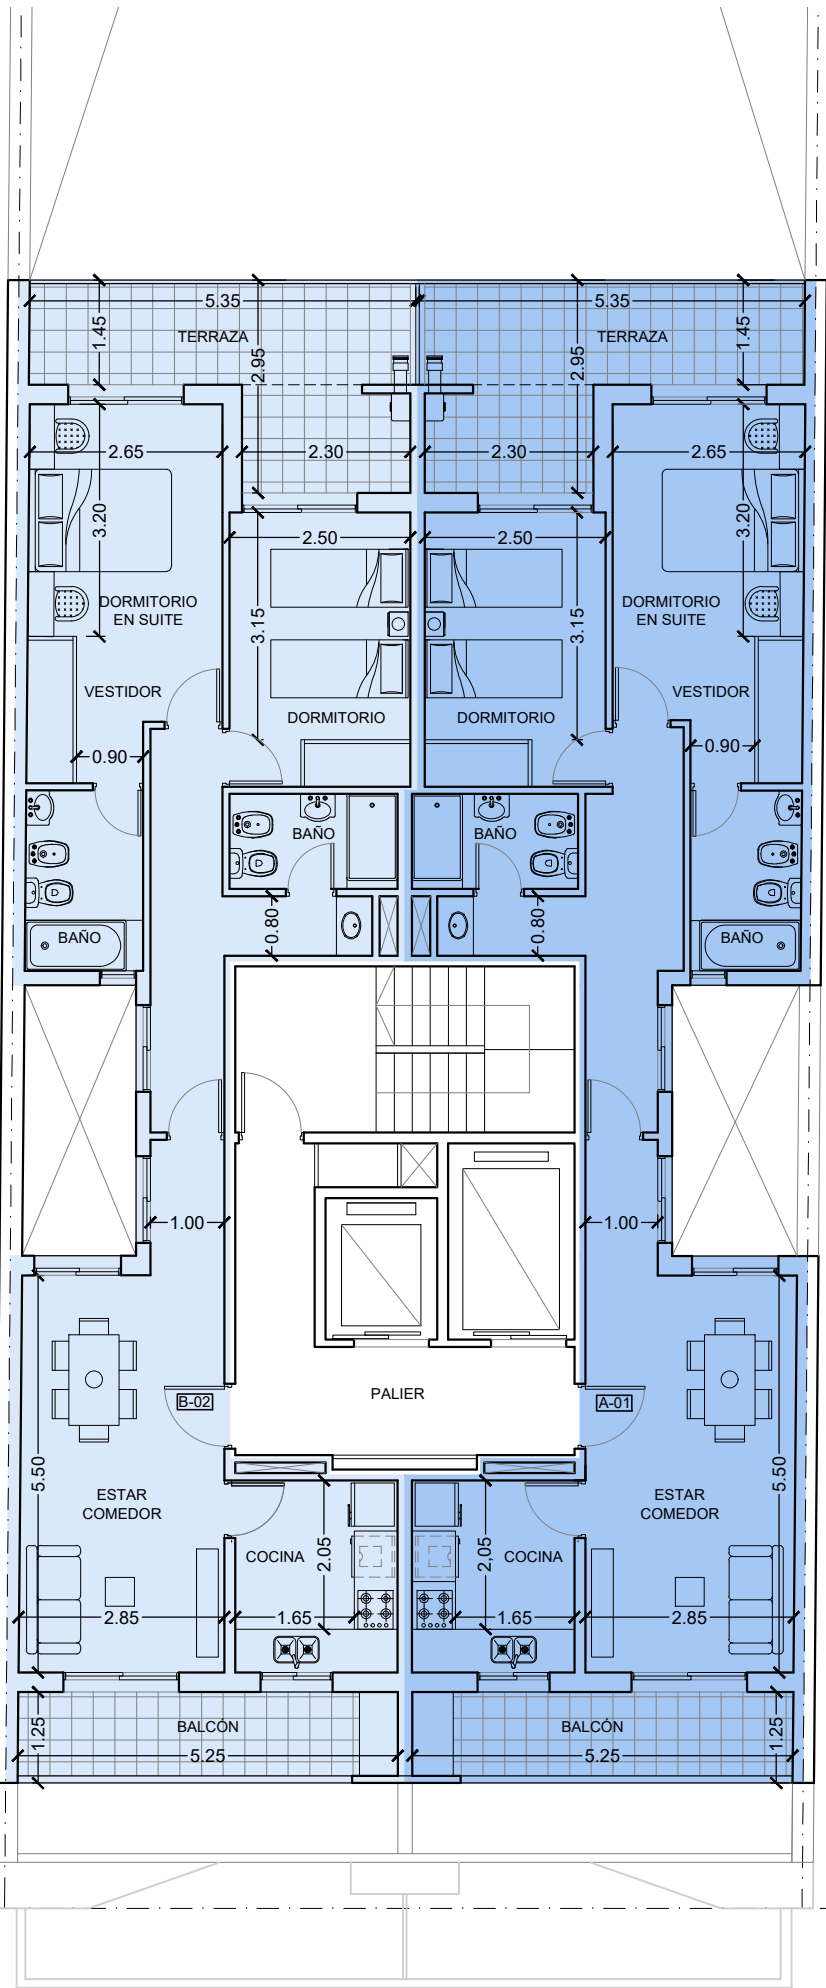 5.35
5.35
1.45
TERRAZA
2.95
2.95
TERRAZA
1.45
2.65
2.30
2.30
2.65
3.20
3.20
2.50
2.50
DORMITORIO
EN SUITE
3.15
3.15
DORMITORIO
EN SUITE
VESTIDOR
DORMITORIO
DORMITORIO
VESTIDOR
0.90
0.90
BAÑO
BAÑO
0.80
0.80
BAÑO
BAÑO
1.00
1.00
PALIER
B-02
A-01
5.50
ESTAR
COMEDOR
ESTAR
COMEDOR
5.50
2.05
2,05
COCINA
COCINA
2.85
1.65
1.65
2.85
1.25
BALCÓN
BALCÓN
1.25
5.25
5.25